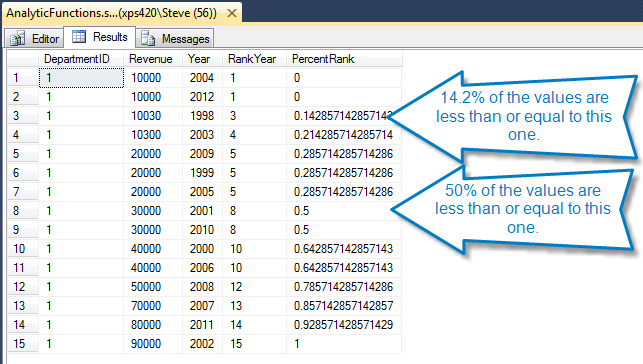 AnalyticFunctions.s...(xps420\Steve (56))*
Editor Results Messages
DepartmentID Revenue Year RankYear PercentRank
1 1 10000 2004 1 0
2 1 10000 2012 1 0
3 1 10030 1998 3 0.142857142857143
4 1 10300 2003 4 0.214285714285714
5 1 20000 2009 5 0.285714285714286
6 1 20000 1999 5 0.285714285714286
7 1 20000 2005 5 0.285714285714286
8 1 30000 2001 8 0.5
9 1 30000 2010 8 0.5
10 1 40000 2000 10 0.642857142857143
11 1 40000 2006 10 0.642857142857143
12 1 50000 2008 12 0.785714285714286
13 1 70000 2007 13 0.857142857142857
14 1 80000 2011 14 0.928571428571429
15 1 90000 2002 15 1
14.2% of the values are
less than or equal to this
one.
50% of the values are
less than or equal to this
one.